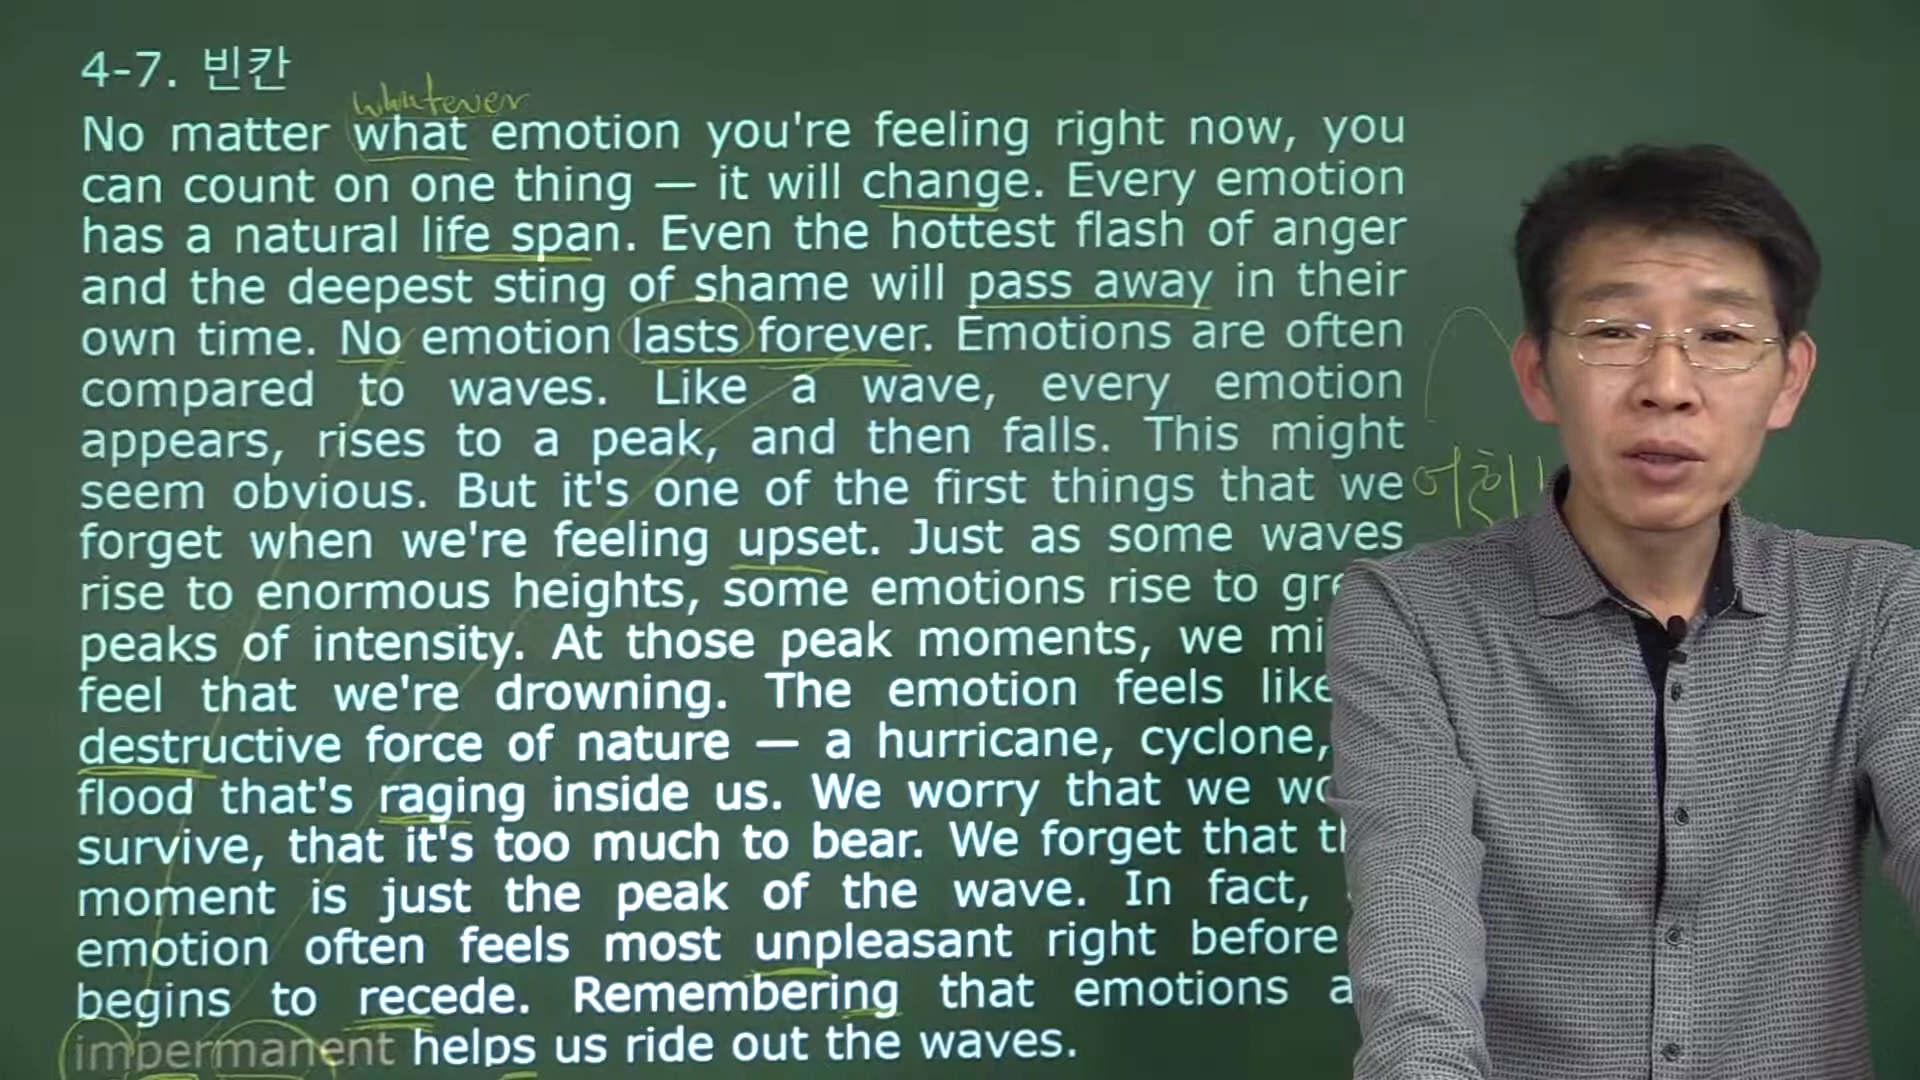 4-7. 빈칸
whatever
No matter what emotion you're feeling right now, you
can count on one thing — it will change. Every emotion
has a natural life span. Even the hottest flash of anger
and the deepest sting of shame will pass away in their
own time. No emotion lasts forever. Emotions are often
compared to waves. Like a wave, every emotion
appears, rises to a peak, and then falls. This might
seem obvious. But it's one of the first things that we
어휘
forget when we're feeling upset. Just as some waves
rise to enormous heights, some emotions rise to
peaks of intensity. At those peak moments, we
feel that we're drowning. The emotion feels like
destructive force of nature — a hurricane, cyclone,
flood that's raging inside us. We worry that we
survive, that it's too much to bear. We forget that
moment is just the peak of the wave. In fact,
emotion often feels most unpleasant right before
begins to recede. Remembering that emotions
impermanent helps us ride out the waves.